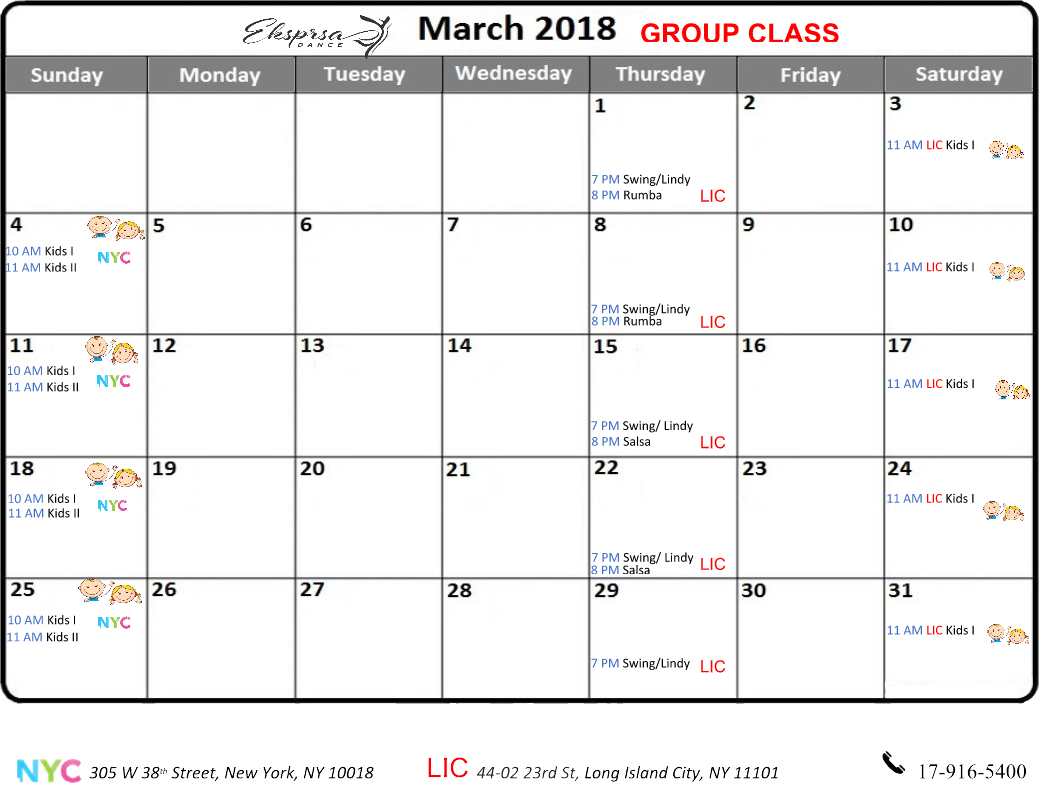 Eksprsa
DANCE
March 2018 GROUP CLASS
Sunday Monday Tuesday Wednesday Thursday Friday Saturday
1
7 PM Swing/Lindy
8 PM Rumba LIC
2
3
11 AM LIC Kids I
4
10 AM Kids I
11 AM Kids II
NYC
5
6
7
8
7 PM Swing/Lindy
8 PM Rumba LIC
9
10
11 AM LIC Kids I
11
10 AM Kids I
11 AM Kids II
NYC
12
13
14
15
7 PM Swing/ Lindy
8 PM Salsa LIC
16
17
11 AM LIC Kids I
18
10 AM Kids I
11 AM Kids II
NYC
19
20
21
22
7 PM Swing/ Lindy
8 PM Salsa LIC
23
24
11 AM LIC Kids I
25
10 AM Kids I
11 AM Kids II
NYC
26
27
28
29
7 PM Swing/Lindy LIC
30
31
11 AM LIC Kids I
NYC 305 W 38th Street, New York, NY 10018
LIC 44-02 23rd St, Long Island City, NY 11101
17-916-5400